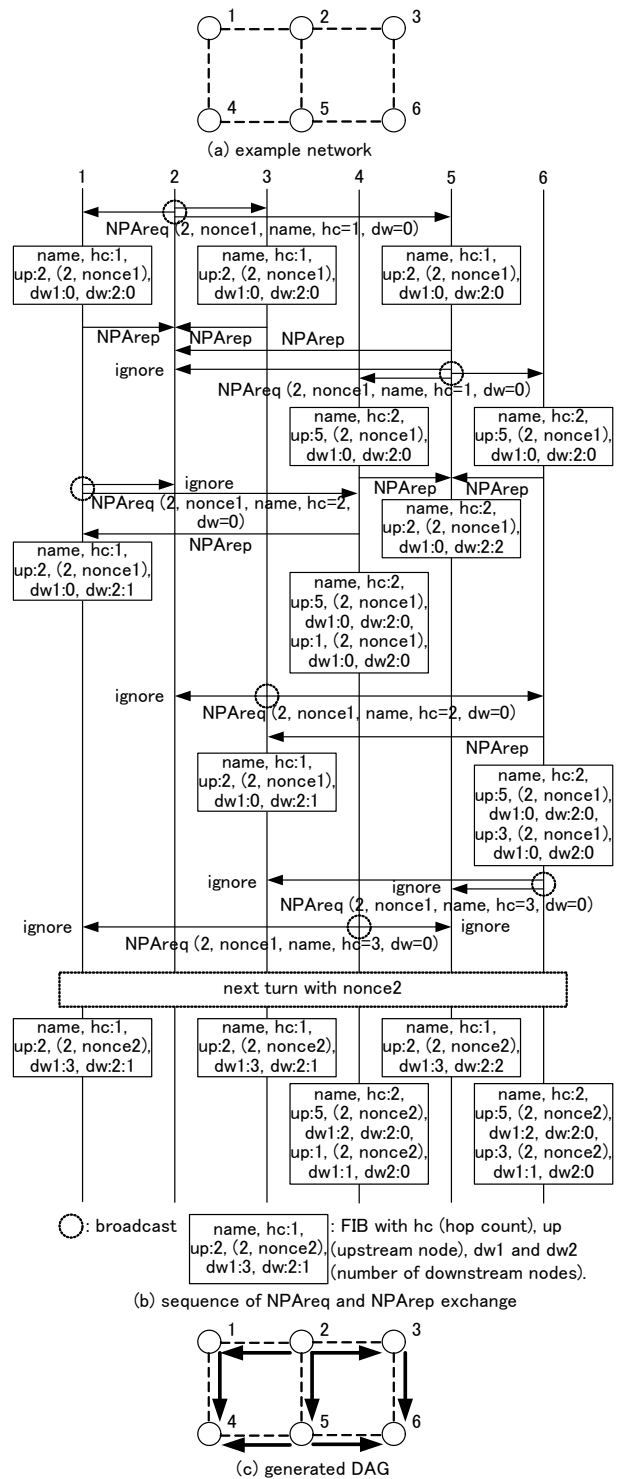 1 2 3
4 5 6
(a) example network
1 2 3 4 5 6
NPAreq (2, nonce1, name, hc=1, dw=0)
name, hc:1,
up:2, (2, nonce1),
dw1:0, dw:2:0
name, hc:1,
up:2, (2, nonce1),
dw1:0, dw:2:0
name, hc:1,
up:2, (2, nonce1),
dw1:0, dw:2:0
NPArep
NPArep
NPArep
ignore
NPAreq (2, nonce1, name, hc=1, dw=0)
name, hc:2,
up:5, (2, nonce1),
dw1:0, dw:2:0
name, hc:2,
up:5, (2, nonce1),
dw1:0, dw:2:0
ignore
NPAreq (2, nonce1, name, hc=2,
dw=0)
NPArep
NPArep
name, hc:2,
up:2, (2, nonce1),
dw1:0, dw:2:2
NPArep
name, hc:1,
up:2, (2, nonce1),
dw1:0, dw:2:1
name, hc:2,
up:5, (2, nonce1),
dw1:0, dw:2:0,
up:1, (2, nonce1),
dw1:0, dw2:0
ignore
NPAreq (2, nonce1, name, hc=2, dw=0)
NPArep
name, hc:1,
up:2, (2, nonce1),
dw1:0, dw:2:1
name, hc:2,
up:5, (2, nonce1),
dw1:0, dw:2:0,
up:3, (2, nonce1),
dw1:0, dw2:0
ignore
ignore
NPAreq (2, nonce1, name, hc=3, dw=0)
ignore
ignore
NPAreq (2, nonce1, name, hc=3, dw=0)
next turn with nonce2
name, hc:1,
up:2, (2, nonce2),
dw1:3, dw:2:1
name, hc:1,
up:2, (2, nonce2),
dw1:3, dw:2:1
name, hc:1,
up:2, (2, nonce2),
dw1:3, dw:2:2
name, hc:2,
up:5, (2, nonce2),
dw1:2, dw:2:0,
up:1, (2, nonce2),
dw1:1, dw2:0
name, hc:2,
up:5, (2, nonce2),
dw1:2, dw:2:0,
up:3, (2, nonce2),
dw1:1, dw2:0
: broadcast
name, hc:1,
up:2, (2, nonce2),
dw1:3, dw:2:1
: FIB with hc (hop count), up
(upstream node), dw1 and dw2
(number of downstream nodes).
(b) sequence of NPAreq and NPArep exchange
1 2 3
4 5 6
(c) generated DAG